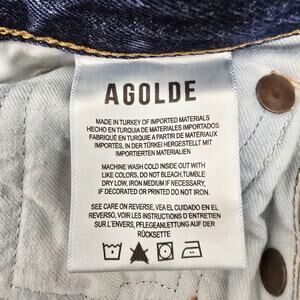 AGOLDE
MADE IN TURKEY OF
IMPORTED MATERIALS
HECHO EN TURQUIA DE MATERIALES IMPORTADOS
FABRIQUÉ EN TURQUIE A PARTIR DE MATÉRIAUX
IMPORTÉS, IN DER TÜRKEI HERGESTELLT MIT
IMPORTIERTEN MATERIALIEN
MACHINE WASH COLD INSIDE OUT WITH
LIKE COLORS, DO NOT BLEACH, TUMBLE
DRY LOW, IRON MEDIUM IF NECESSARY,
IF DECORATED PRINT DO NOT IRON.
SEE CARE ON REVERSE, VEA EL CUIDADO EN EL
REVERSO, VOIR LES INSTRUCTIONS D'ENTRETIEN
SUR L'ENVERS, PFLEGEANLEITUNG AUF DER
RÜCKSETTE